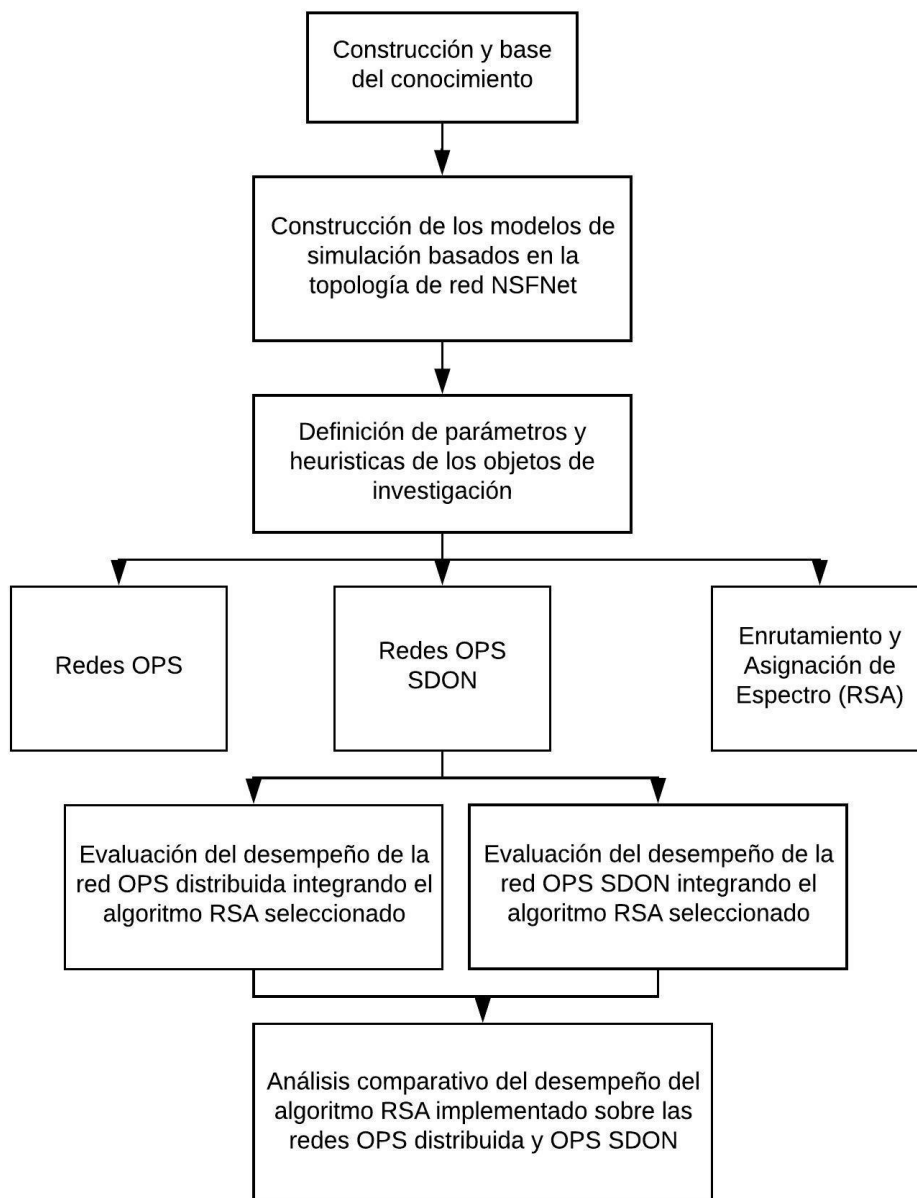 Construcción y base
del conocimiento
Construcción de los modelos de
simulación basados en la
topología de red NSFNet
Definición de parámetros y
heuristicas de los objetos de
investigación
Redes OPS
Redes OPS
SDON
Enrutamiento y
Asignación de
Espectro (RSA)
Evaluación del desempeño de la
red OPS distribuida integrando el
algoritmo RSA seleccionado
Evaluación del desempeño de la
red OPS SDON integrando el
algoritmo RSA seleccionado
Análisis comparativo del desempeño del
algoritmo RSA implementado sobre las
redes OPS distribuida y OPS SDON